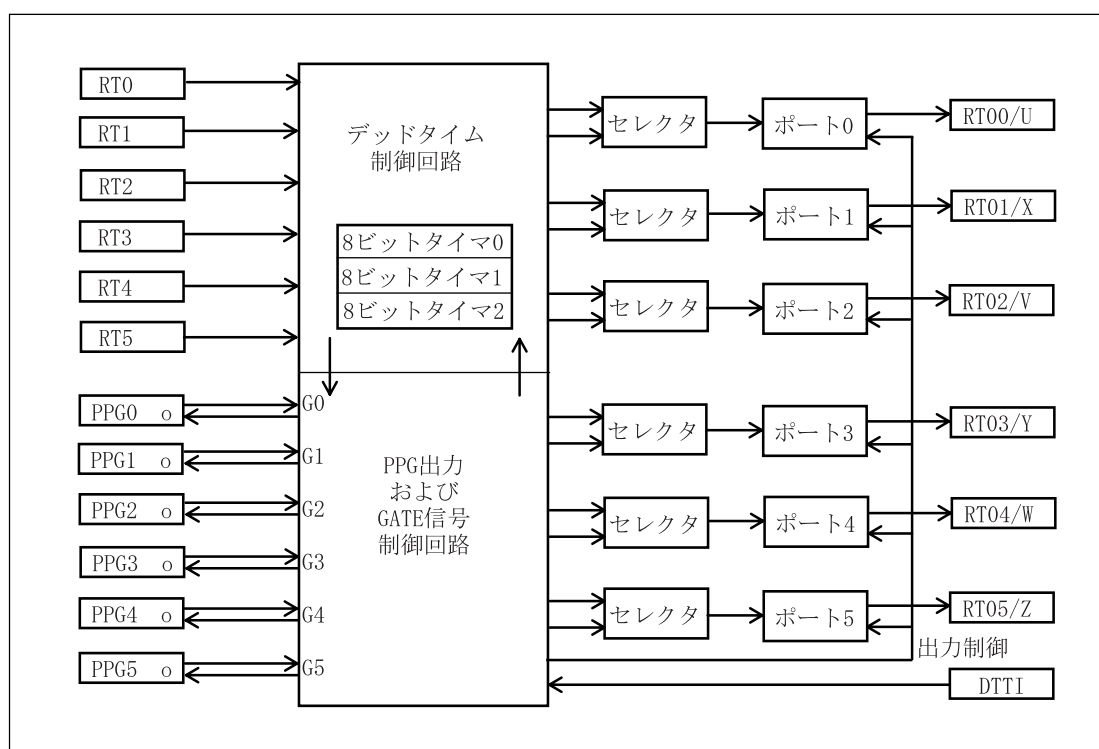 RT0
RT1
RT2
RT3
RT4
RT5
PPG0 o
PPG1 o
PPG2 o
PPG3 o
PPG4 o
PPG5 o
デッドタイム
制御回路
8ビットタイマ0
8ビットタイマ1
8ビットタイマ2
G0
G1
G2
G3
G4
G5
PPG出力
および
GATE信号
制御回路
セレクタ
ポート0
RT00/U
セレクタ
ポート1
RT01/X
セレクタ
ポート2
RT02/V
セレクタ
ポート3
RT03/Y
セレクタ
ポート4
RT04/W
セレクタ
ポート5
RT05/Z
出力制御
DTTI